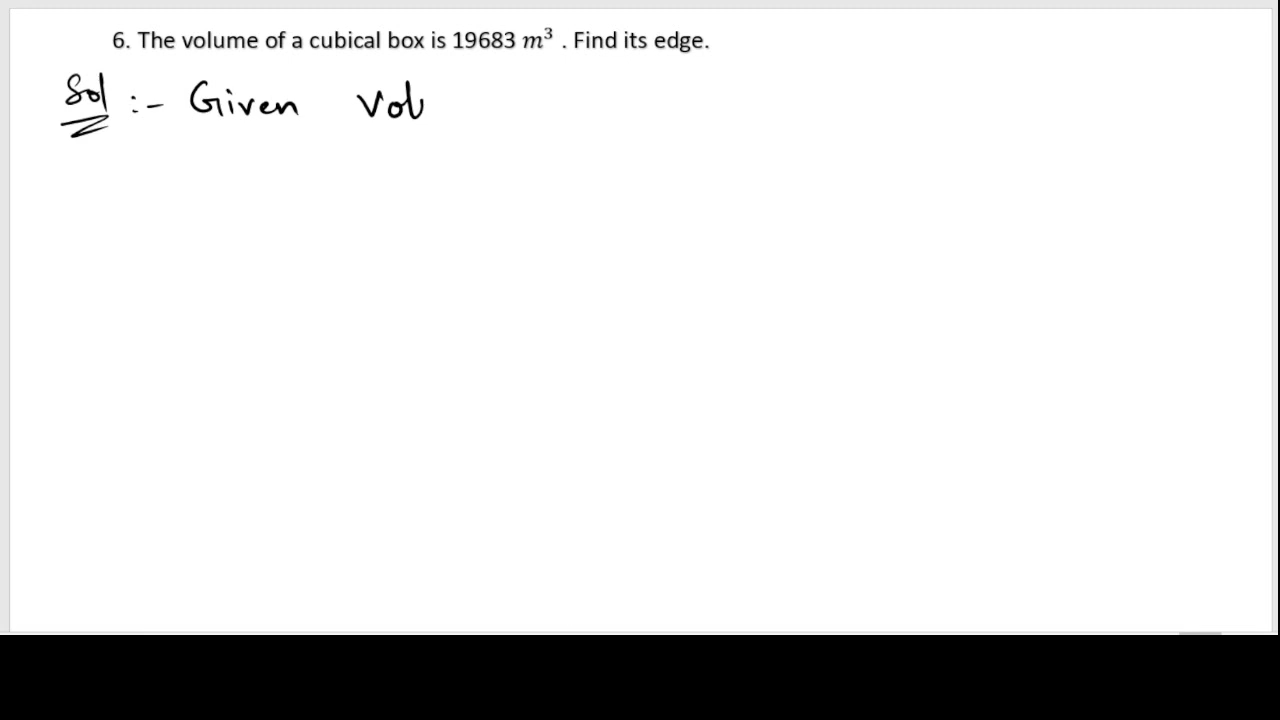 6. The volume of a cubical box is 19683 m³ . Find its edge.
Sol :- Given Vol